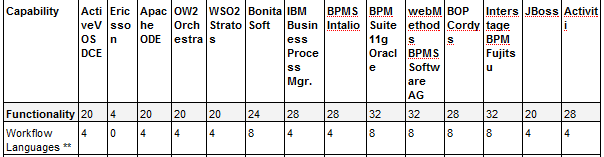 Capability ActiveVOS DCE Ericsson Apache ODE OW2 Orchestra WSO2 Stratos Bonita Soft IBM Business Process Mgr. BPMS Intalio BPM Suite 11g Oracle webMethods BPMS Software AG BOP Cordys Interstage BPM Fujitsu JBoss Activiti
Functionality 20 4 20 20 20 24 28 28 32 32 28 32 20 28
Workflow Languages ** 4 0 4 4 4 8 4 4 8 8 8 8 4 4